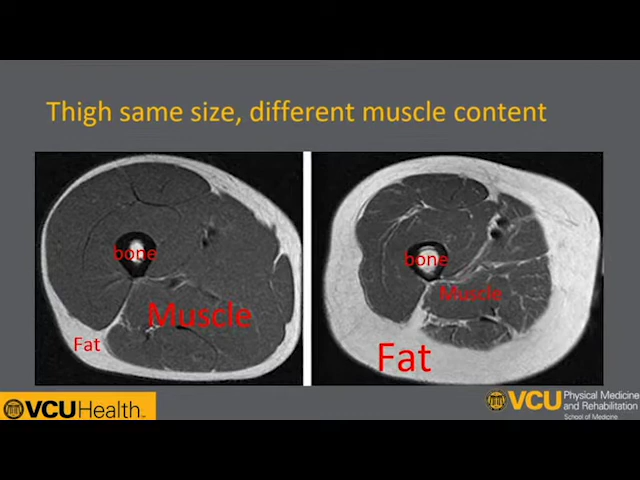 Thigh same size, different muscle content
bone
Muscle
Fat
bone
Muscle
Fat
VCUHealth™
VCU Physical Medicine
and Rehabilitation
School of Medicine